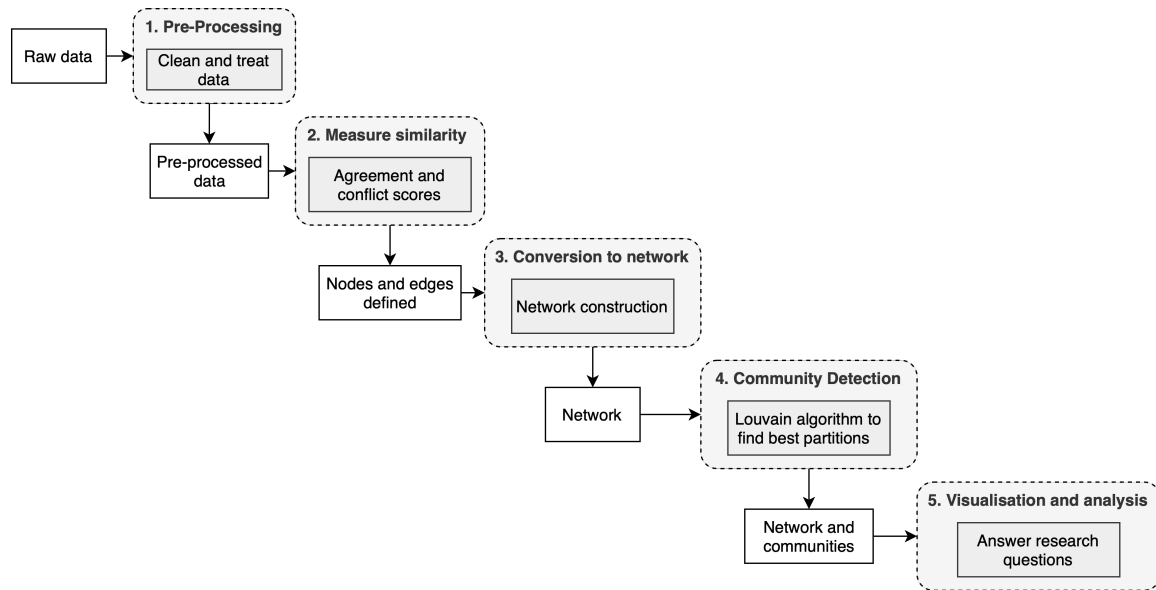 1. Pre-Processing
Raw data
Clean and treat
data
Pre-processed
data
2. Measure similarity
Agreement and
conflict scores
Nodes and edges
defined
3. Conversion to network
Network construction
Network
4. Community Detection
Louvain algorithm to
find best partitions
Network and
communities
5. Visualisation and analysis
Answer research
questions